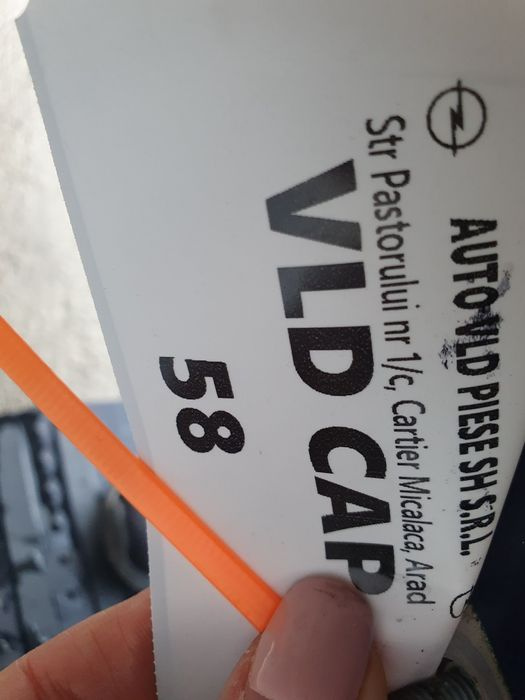 AUTO VLD PIESE SH S.R.L.
Str Pastorului nr 1/c, Cartier Micalaca, Arad
VLD CAP
58